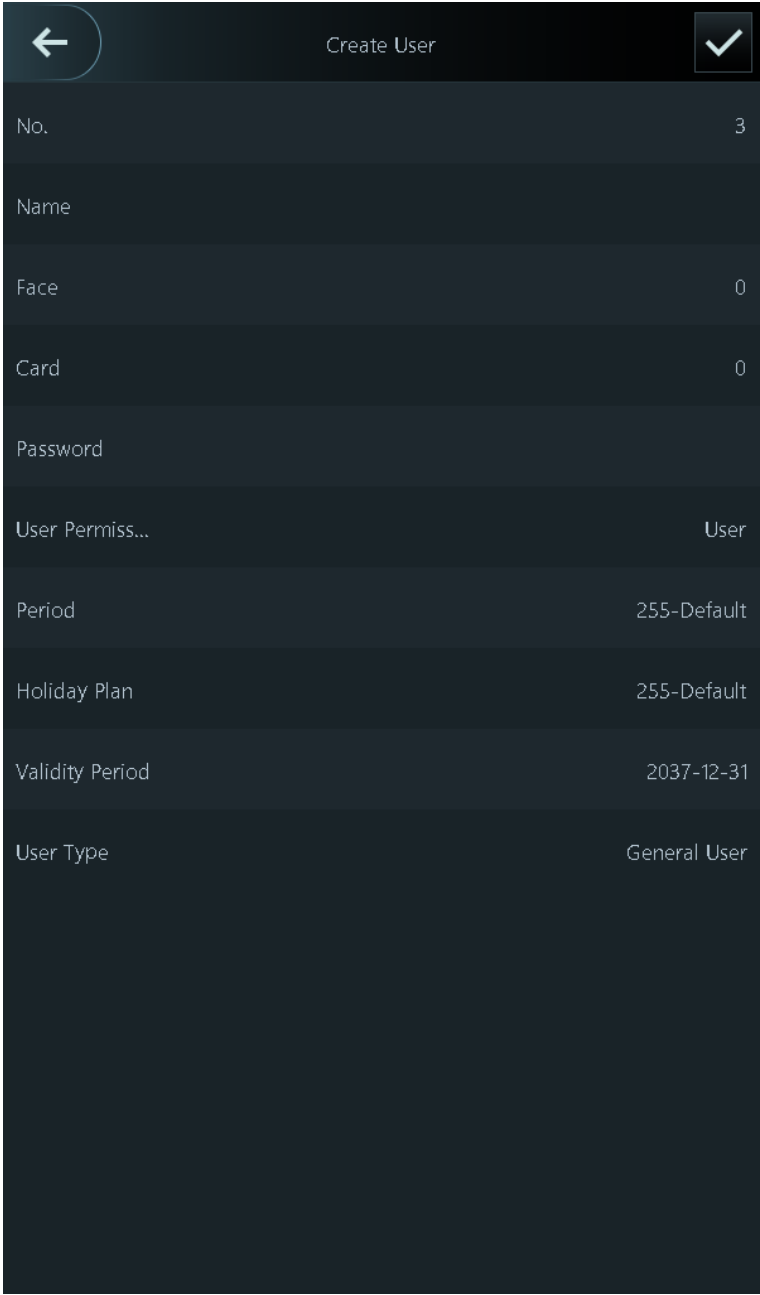 Create User
No. 3
Name
Face 0
Card 0
Password
User Permiss... User
Period 255-Default
Holiday Plan 255-Default
Validity Period 2037-12-31
User Type General User